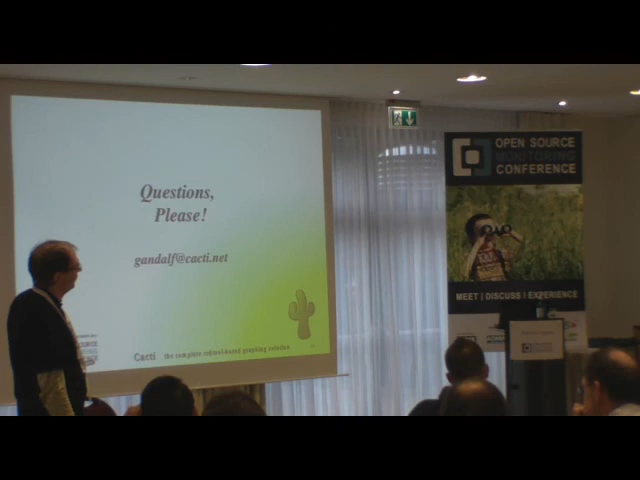 Questions,
Please!
gandalf@cacti.net
Cacti the complete rrdtool-based graphing solution
OPEN SOURCE
MONITORING
CONFERENCE
MEET | DISCUSS | EXPERIENCE